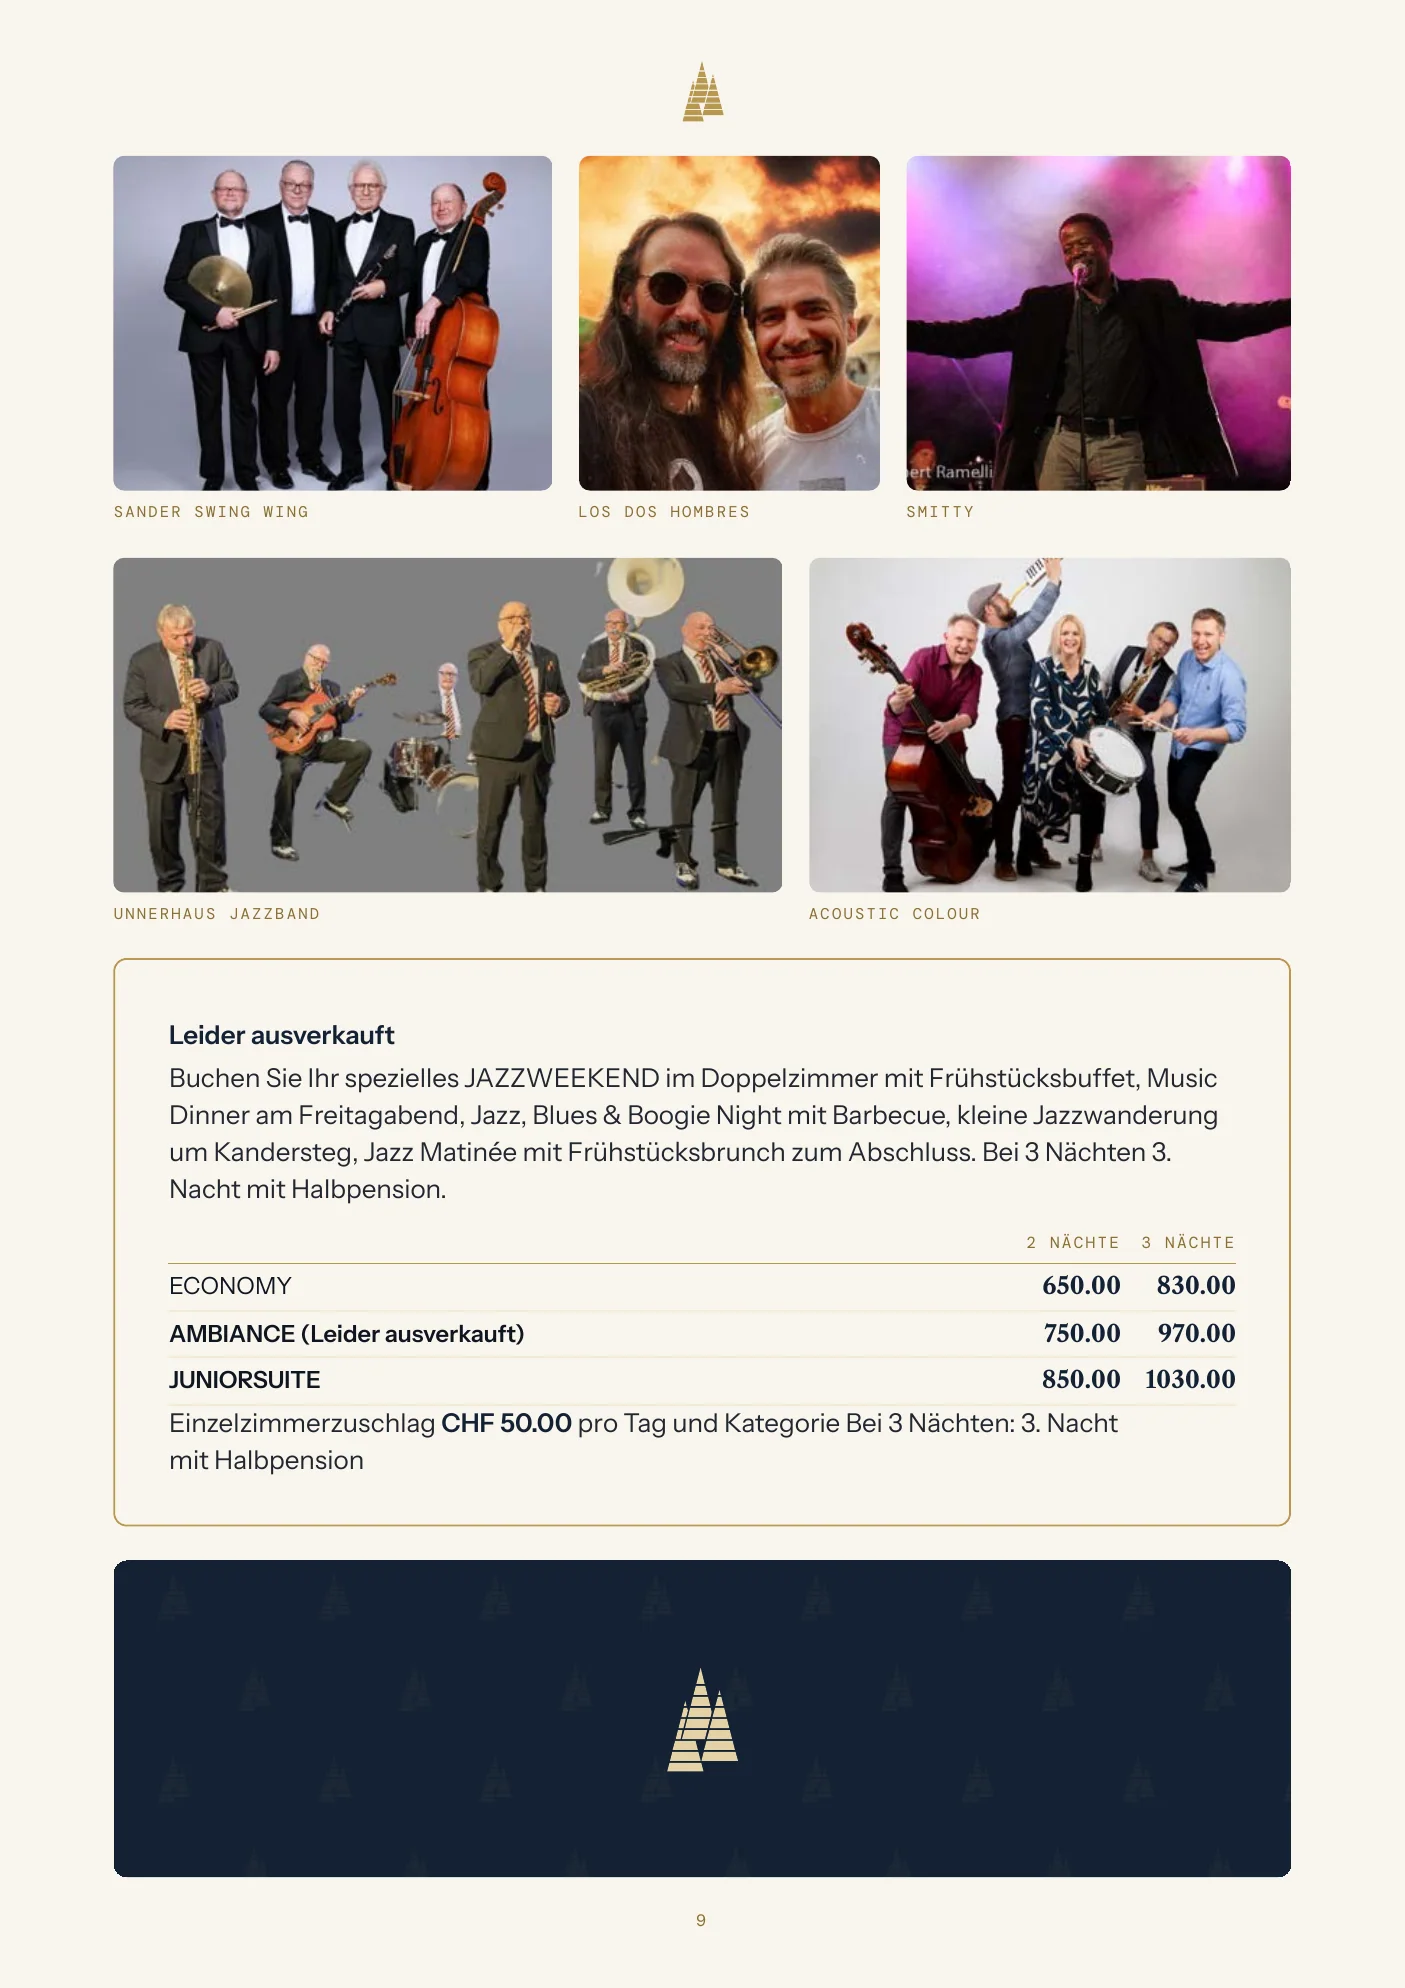 ert Ramelli
SANDER SWING WING
LOS DOS HOMBRES
SMITTY
UNNERHAUS JAZZBAND
ACOUSTIC COLOUR
Leider ausverkauft
Buchen Sie Ihr spezielles JAZZWEEKEND im Doppelzimmer mit Frühstücksbuffet, Music
Dinner am Freitagabend, Jazz, Blues & Boogie Night mit Barbecue, kleine Jazzwanderung
um Kandersteg, Jazz Matinée mit Frühstücksbrunch zum Abschluss. Bei 3 Nächten 3.
Nacht mit Halbpension.
2 NÄCHTE 3 NÄCHTE
ECONOMY 650.00 830.00
AMBIANCE (Leider ausverkauft) 750.00 970.00
JUNIORSUITE 850.00 1030.00
Einzelzimmerzuschlag CHF 50.00 pro Tag und Kategorie Bei 3 Nächten: 3. Nacht
mit Halbpension
9